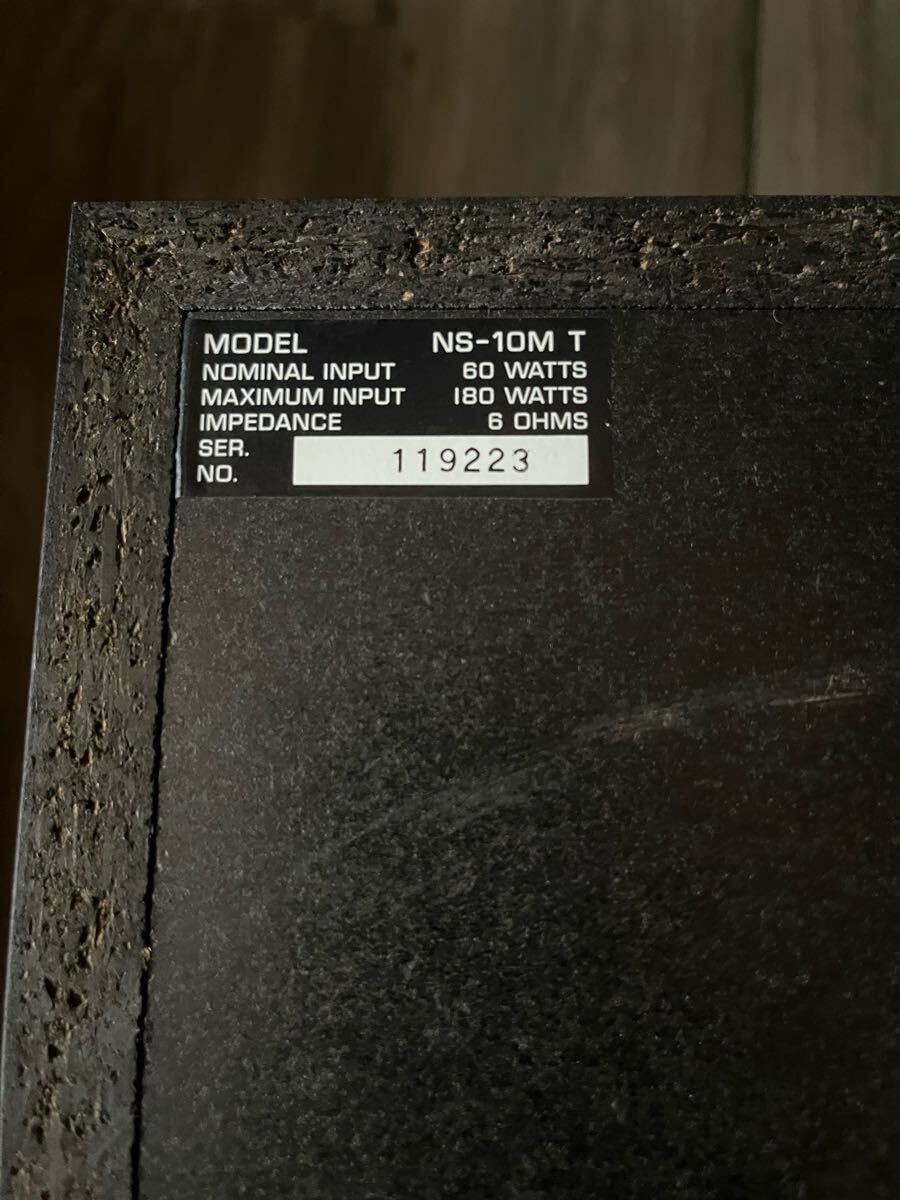 MODEL NS-10M T
NOMINAL INPUT 60 WATTS
MAXIMUM INPUT 180 WATTS
IMPEDANCE 6 OHMS
SER.
NO. 119223